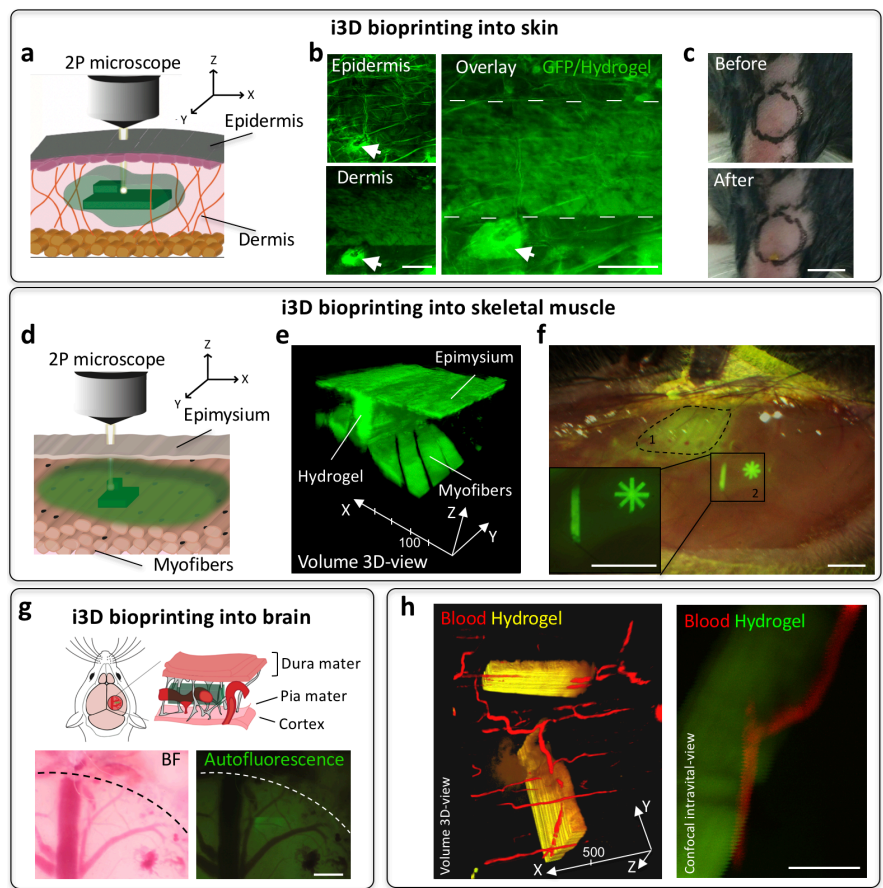 i3D bioprinting into skin
a
2P microscope
Z
X
Y
Epidermis
Dermis
b
Epidermis
Dermis
Overlay
GFP/Hydrogel
c
Before
After
i3D bioprinting into skeletal muscle
d
2P microscope
Z
X
Y
Epimysium
Myofibers
e
Epimysium
Hydrogel
Myofibers
X
Z
Y
100
Volume 3D-view
f
1
2
g
i3D bioprinting into brain
Dura mater
Pia mater
Cortex
BF
Autofluorescence
h
Blood Hydrogel
Volume 3D-view
Y
500
X
Z
Blood Hydrogel
Confocal intravital-view